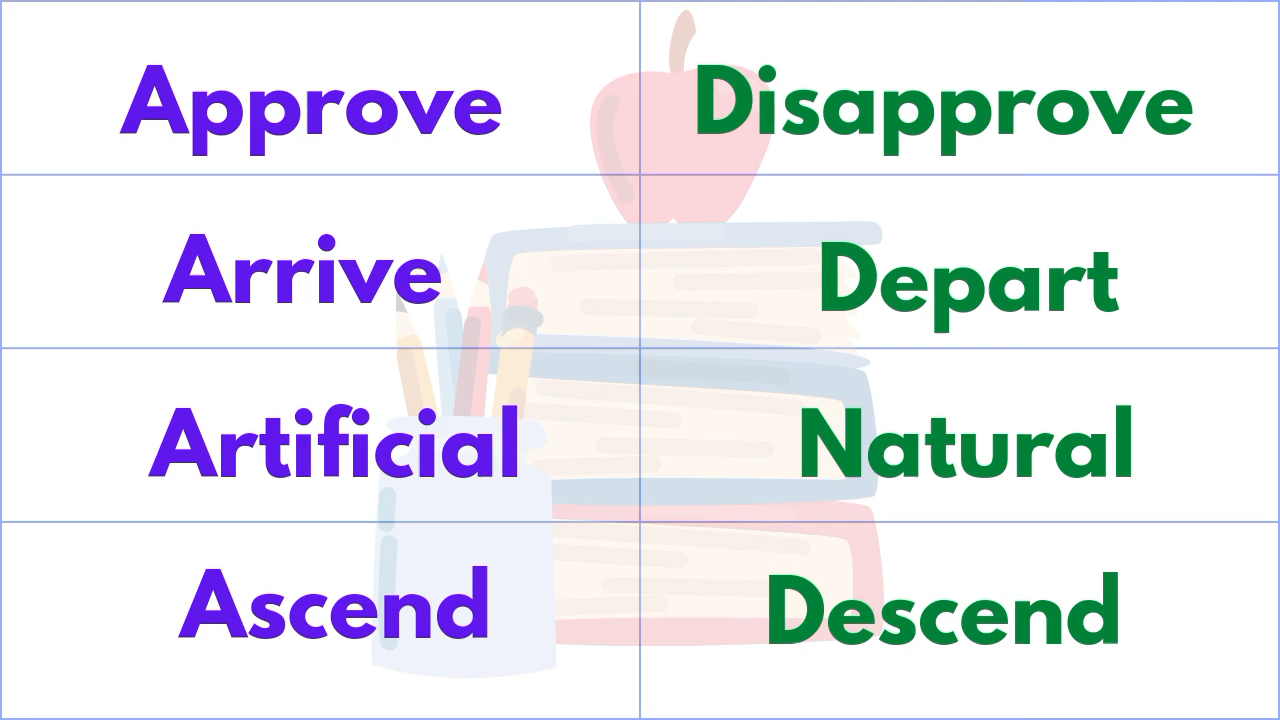 Approve Disapprove
Arrive Depart
Artificial Natural
Ascend Descend